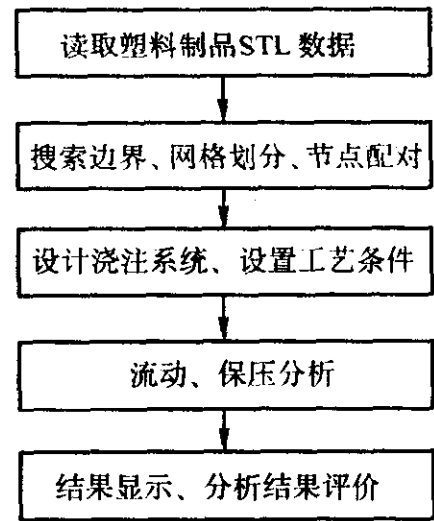 读取塑料制品STL 数据
搜索边界、网格划分、节点配对
设计浇注系统、设置工艺条件
流动、保压分析
结果显示、分析结果评价